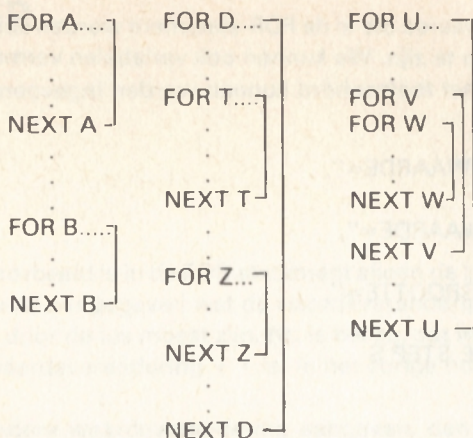 FOR A....
NEXT A
FOR B....
NEXT B
FOR D....
FOR T....
NEXT T
FOR Z...
NEXT Z
NEXT D
FOR U....
FOR V
FOR W
NEXT W
NEXT V
NEXT U